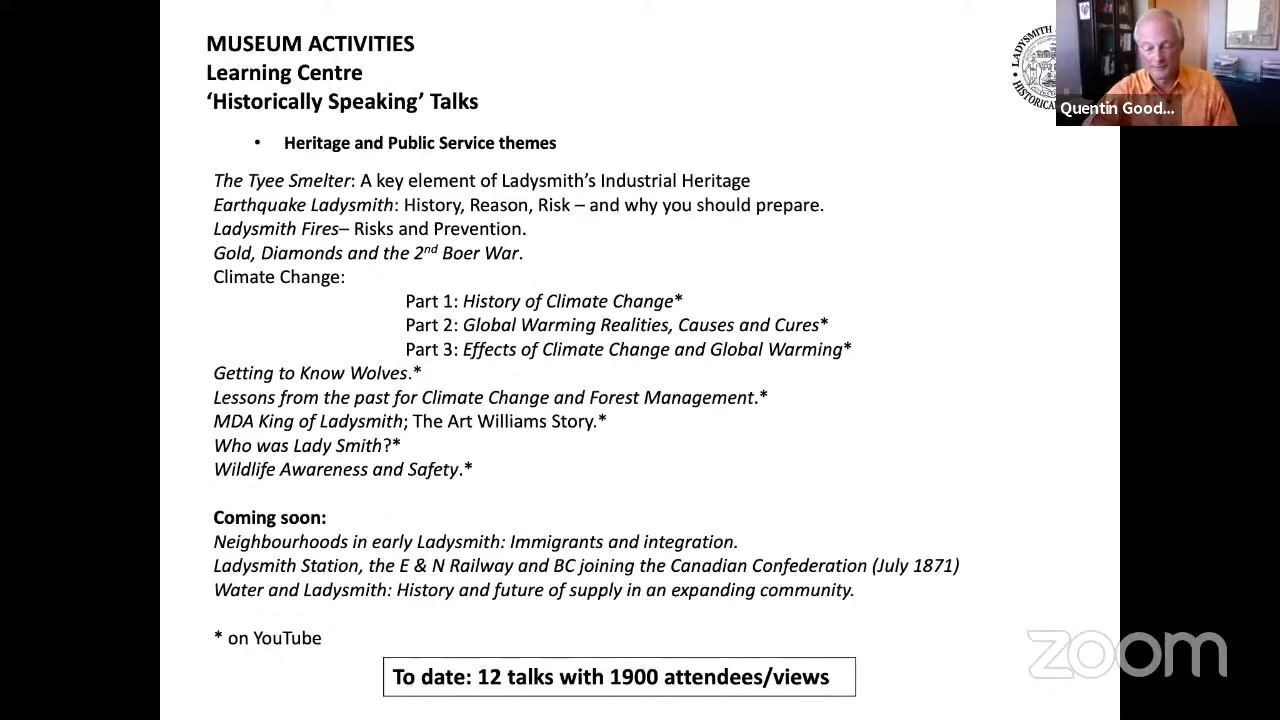 MUSEUM ACTIVITIES
Learning Centre
‘Historically Speaking’ Talks
• Heritage and Public Service themes
The Tyee Smelter: A key element of Ladysmith’s Industrial Heritage
Earthquake Ladysmith: History, Reason, Risk – and why you should prepare.
Ladysmith Fires– Risks and Prevention.
Gold, Diamonds and the 2nd Boer War.
Climate Change:
Part 1: History of Climate Change*
Part 2: Global Warming Realities, Causes and Cures*
Part 3: Effects of Climate Change and Global Warming*
Getting to Know Wolves.*
Lessons from the past for Climate Change and Forest Management.*
MDA King of Ladysmith; The Art Williams Story.*
Who was Lady Smith?*
Wildlife Awareness and Safety.*
Coming soon:
Neighbourhoods in early Ladysmith: Immigrants and integration.
Ladysmith Station, the E & N Railway and BC joining the Canadian Confederation (July 1871)
Water and Ladysmith: History and future of supply in an expanding community.
* on YouTube
To date: 12 talks with 1900 attendees/views
LADYSMITH
Quentin Good...
zoom